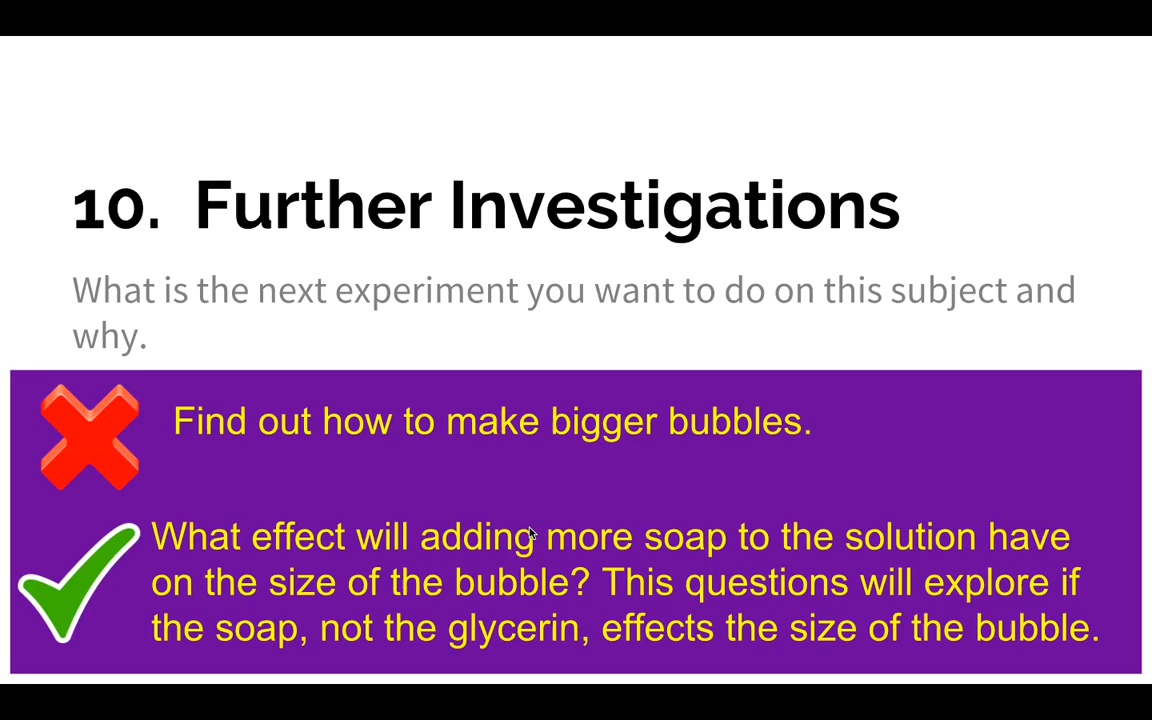 10. Further Investigations
What is the next experiment you want to do on this subject and
why.
Find out how to make bigger bubbles.
What effect will adding more soap to the solution have
on the size of the bubble? This questions will explore if
the soap, not the glycerin, effects the size of the bubble.